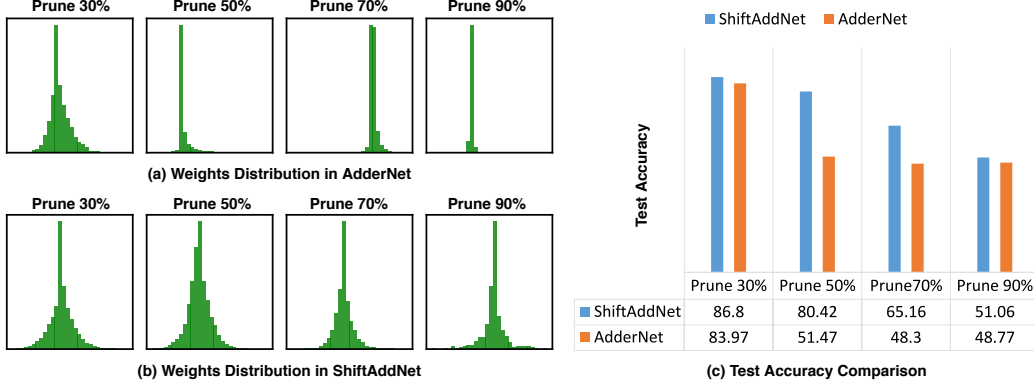 Prune 30% Prune 50% Prune 70% Prune 90%
(a) Weights Distribution in AdderNet
Prune 30% Prune 50% Prune 70% Prune 90%
(b) Weights Distribution in ShiftAddNet
ShiftAddNet AdderNet
Test Accuracy
Prune 30% Prune 50% Prune70% Prune 90%
ShiftAddNet 86.8 80.42 65.16 51.06
AdderNet 83.97 51.47 48.3 48.77
(c) Test Accuracy Comparison